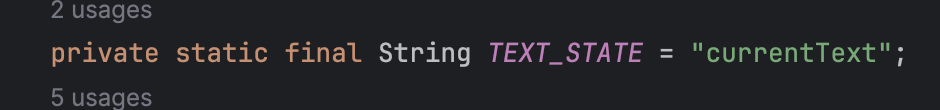 2 usages
private static final String TEXT_STATE = "currentText";
5 usages